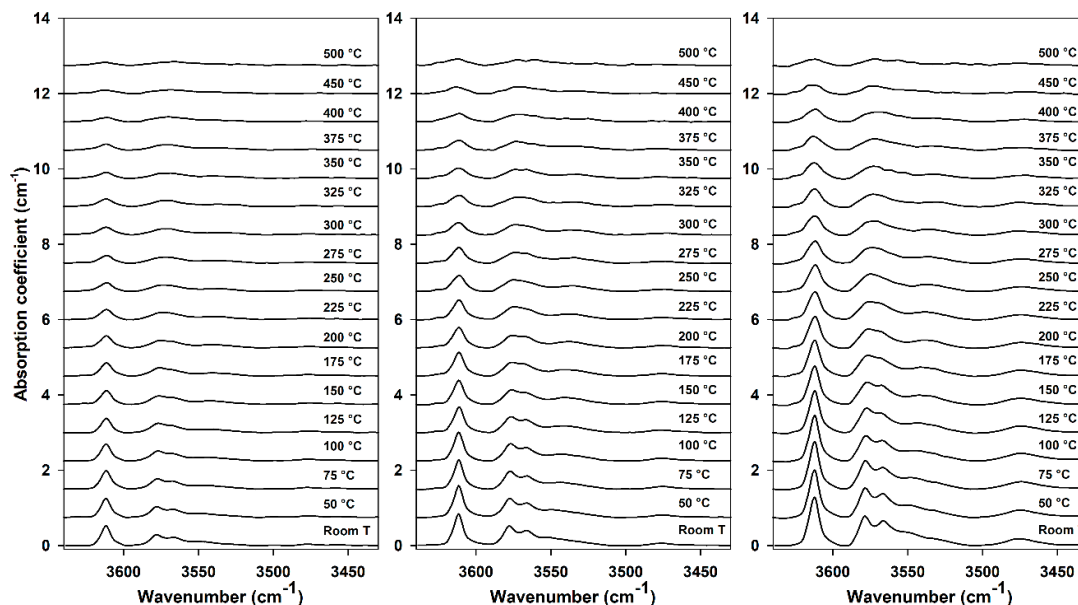 Absorption coefficient (cm-1)
14
12
10
8
6
4
2
0
500 °C
450 °C
400 °C
375 °C
350 °C
325 °C
300 °C
275 °C
250 °C
225 °C
200 °C
175 °C
150 °C
125 °C
100 °C
75 °C
50 °C
Room T
3600
3550
3500
3450
Wavenumber (cm-1)
14
12
10
8
6
4
2
0
500 °C
450 °C
400 °C
375 °C
350 °C
325 °C
300 °C
275 °C
250 °C
225 °C
200 °C
175 °C
150 °C
125 °C
100 °C
75 °C
50 °C
Room T
3600
3550
3500
3450
Wavenumber (cm-1)
14
12
10
8
6
4
2
0
500 °C
450 °C
400 °C
375 °C
350 °C
325 °C
300 °C
275 °C
250 °C
225 °C
200 °C
175 °C
150 °C
125 °C
100 °C
75 °C
50 °C
Room
3600
3550
3500
3450
Wavenumber (cm-1)